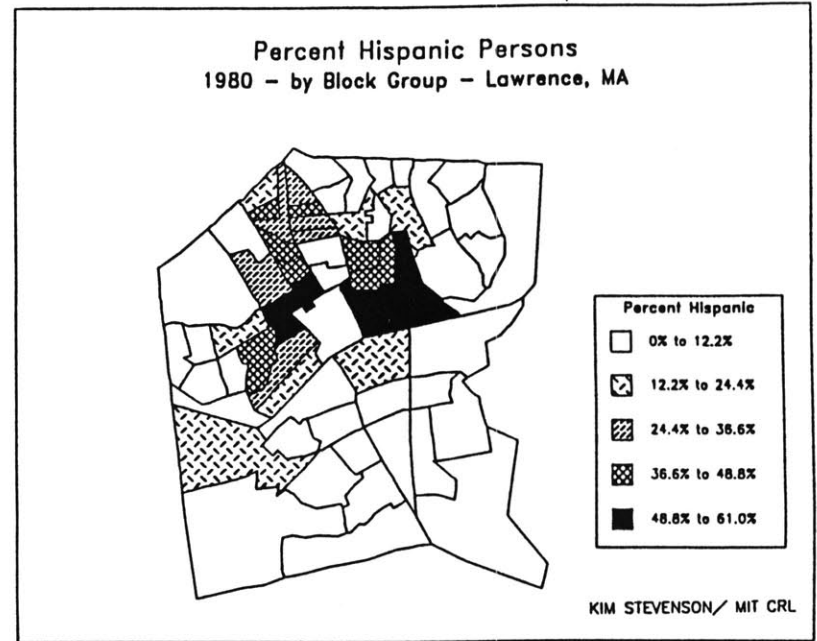 Percent Hispanic Persons
1980 – by Block Group – Lawrence, MA
Percent Hispanic
0% to 12.2%
12.2% to 24.4%
24.4% to 36.6%
36.6% to 48.8%
48.8% to 61.0%
KIM STEVENSON/ MIT CRL